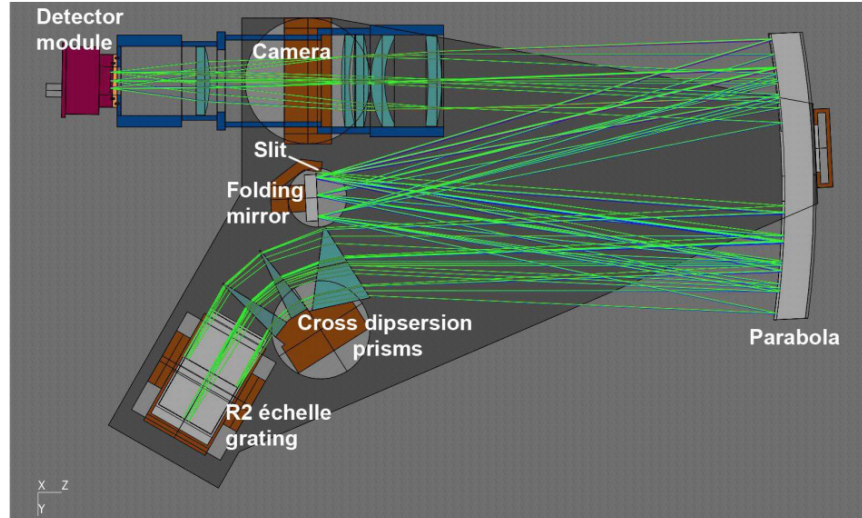 Detector
module
Camera
Slit
Folding
mirror
Cross dipsersion
prisms
Parabola
R2 échelle
grating
X Z
Y